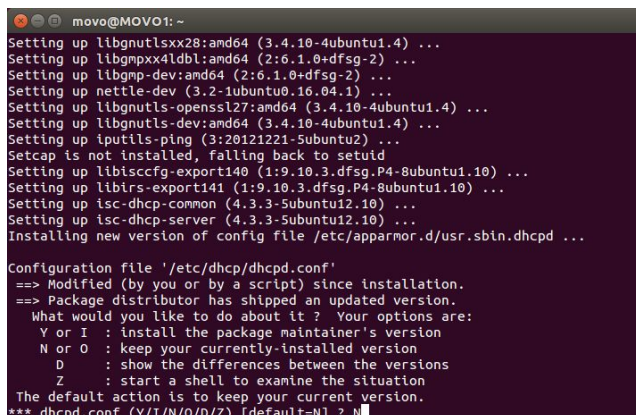 movo@MOVO1: ~
Setting up libgnutlsxx28:amd64 (3.4.10-4ubuntu1.4) ...
Setting up libgmpxx4ldbl:amd64 (2:6.1.0+dfsg-2) ...
Setting up libgmp-dev:amd64 (2:6.1.0+dfsg-2) ...
Setting up nettle-dev (3.2-1ubuntu0.16.04.1) ...
Setting up libgnutls-openssl27:amd64 (3.4.10-4ubuntu1.4) ...
Setting up libgnutls-dev:amd64 (3.4.10-4ubuntu1.4) ...
Setting up iputils-ping (3:20121221-5ubuntu2) ...
Setcap is not installed, falling back to setuid
Setting up libisccfg-export140 (1:9.10.3.dfsg.P4-8ubuntu1.10) ...
Setting up libirs-export141 (1:9.10.3.dfsg.P4-8ubuntu1.10) ...
Setting up isc-dhcp-common (4.3.3-5ubuntu12.10) ...
Setting up isc-dhcp-server (4.3.3-5ubuntu12.10) ...
Installing new version of config file /etc/apparmor.d/usr.sbin.dhcpd ...
Configuration file '/etc/dhcp/dhcpd.conf'
==> Modified (by you or by a script) since installation.
==> Package distributor has shipped an updated version.
What would you like to do about it ? Your options are:
Y or I : install the package maintainer's version
N or O : keep your currently-installed version
D : show the differences between the versions
Z : start a shell to examine the situation
The default action is to keep your current version.
*** dhcpd.conf (Y/I/N/O/D/Z) [default=N] ? N